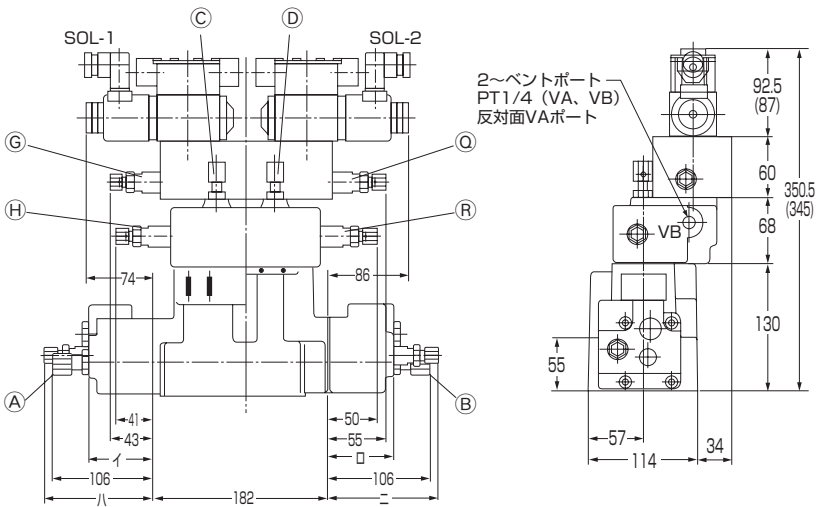 Ⓒ
Ⓓ
SOL-1
SOL-2
Ⓖ
Ⓠ
Ⓗ
Ⓡ
74
86
Ⓐ
Ⓑ
41
43
イ
106
ハ
182
50
55
ロ
106
ニ
2〜ベントポート
PT1/4（VA、VB）
反対面VAポート
VB
92.5
(87)
60
68
130
350.5
(345)
55
57
114
34